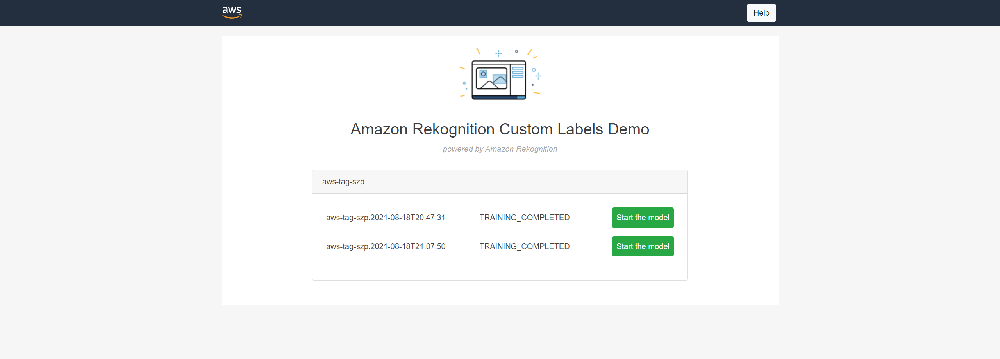 aws
Help
Amazon Rekognition Custom Labels Demo
powered by Amazon Rekognition
aws-tag-szp
aws-tag-szp.2021-08-18T20.47.31 TRAINING_COMPLETED Start the model
aws-tag-szp.2021-08-18T21.07.50 TRAINING_COMPLETED Start the model